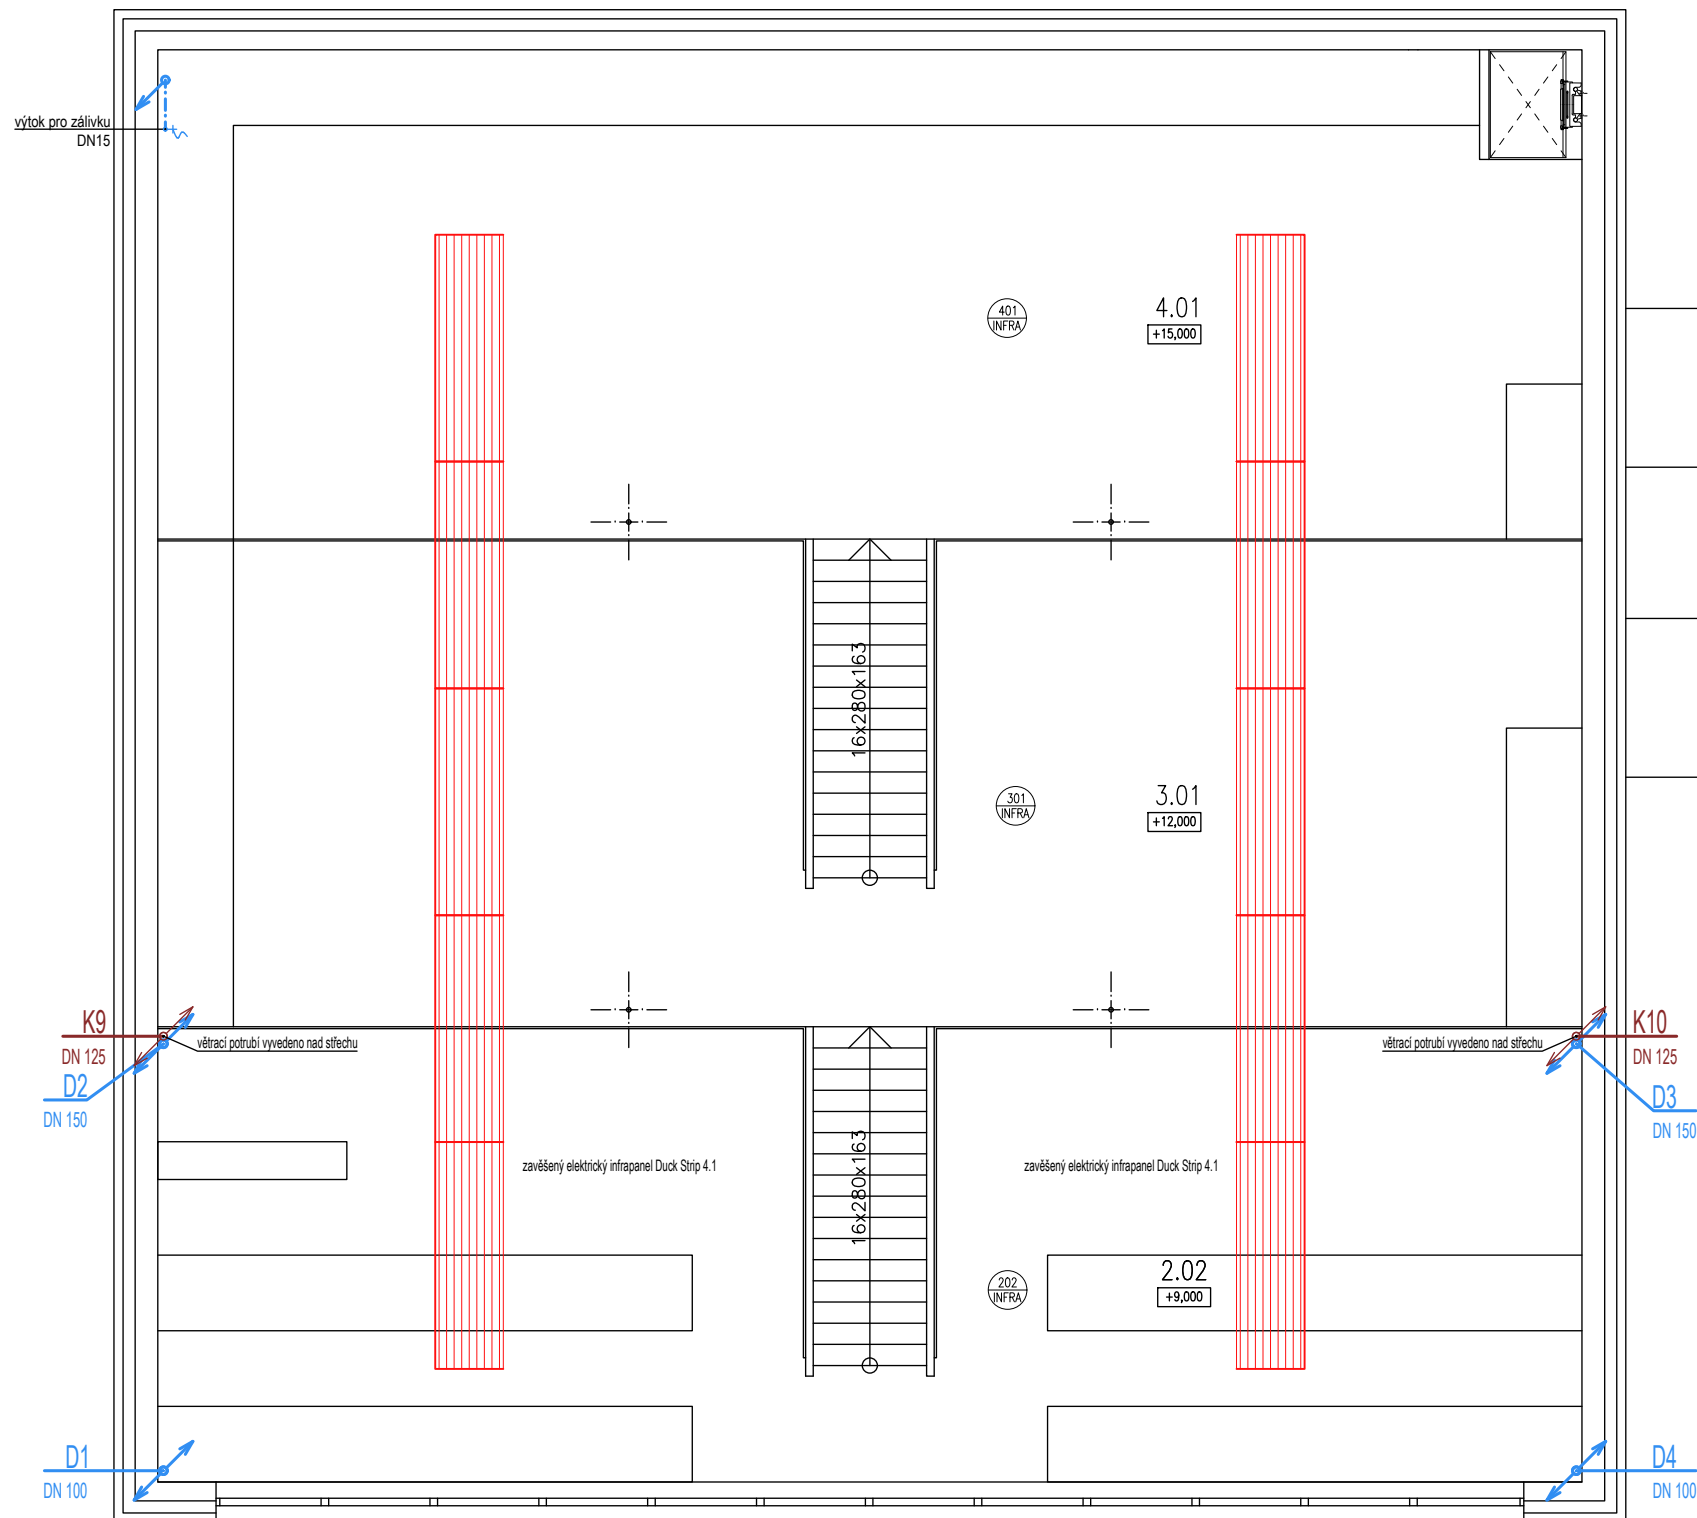 výtok pro zálivku
DN15
401
INFRA
4.01
+15,000
16x280x163
301
INFRA
3.01
+12,000
K9
DN 125
větrací potrubí vyvedeno nad střechu
D2
DN 150
větrací potrubí vyvedeno nad střechu
K10
DN 125
D3
DN 150
zavěšený elektrický infrapanel Duck Strip 4.1
16x280x163
zavěšený elektrický infrapanel Duck Strip 4.1
202
INFRA
2.02
+9,000
D1
DN 100
D4
DN 100